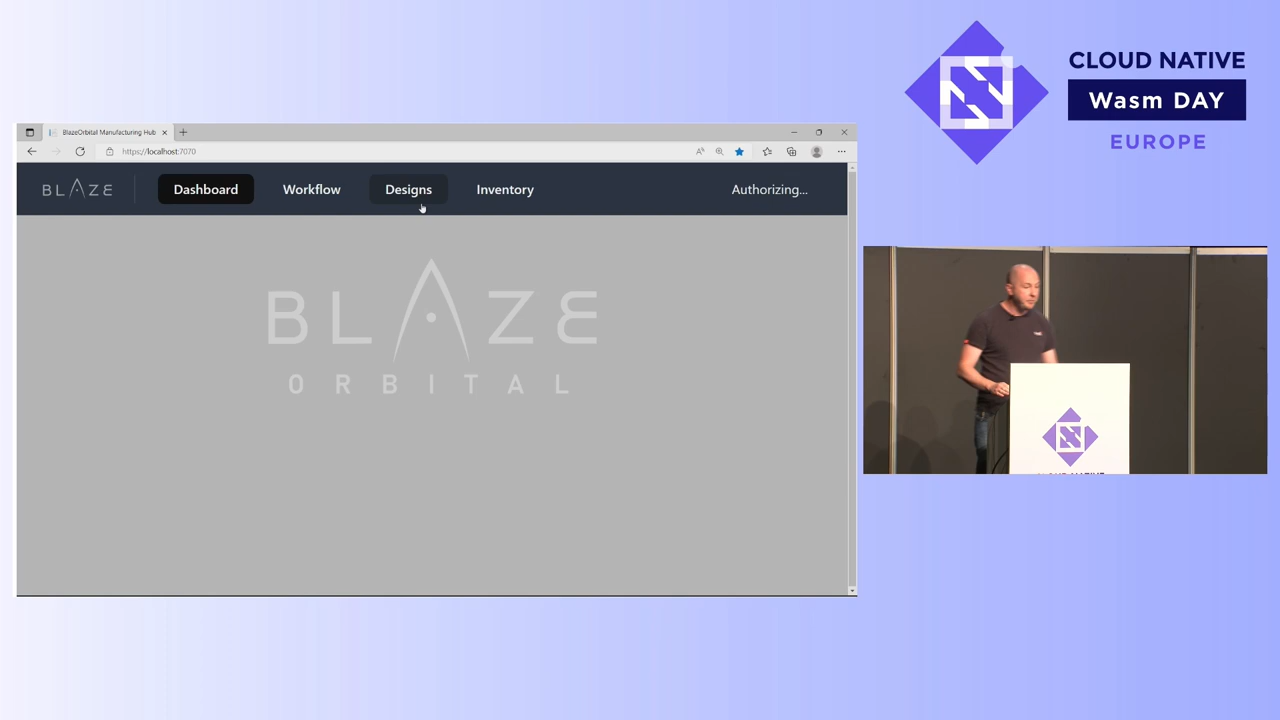 CLOUD NATIVE
Wasm DAY
EUROPE
BlazeOrbital Manufacturing Hub
https://localhost:7070
BLAZE
Dashboard
Workflow
Designs
Inventory
Authorizing...
BLAZE
ORBITAL